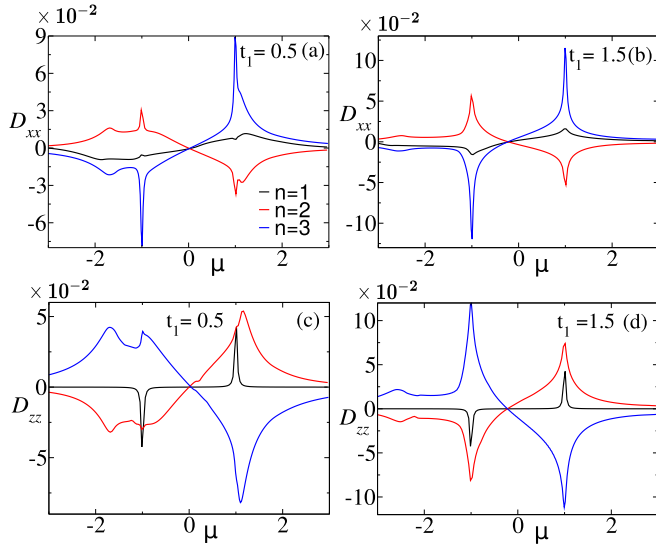 × 10⁻²
t₁= 0.5 (a)
9
6
3
0
-3
-6
D_xx
n=1
n=2
n=3
-2
0
2
μ
× 10⁻²
t₁= 1.5(b)
10
5
0
-5
-10
D_xx
-2
0
2
μ
× 10⁻²
t₁= 0.5
(c)
5
0
-5
D_zz
-2
0
2
μ
× 10⁻²
t₁=1.5
(d)
10
5
0
-5
-10
D_zz
-2
0
2
μ